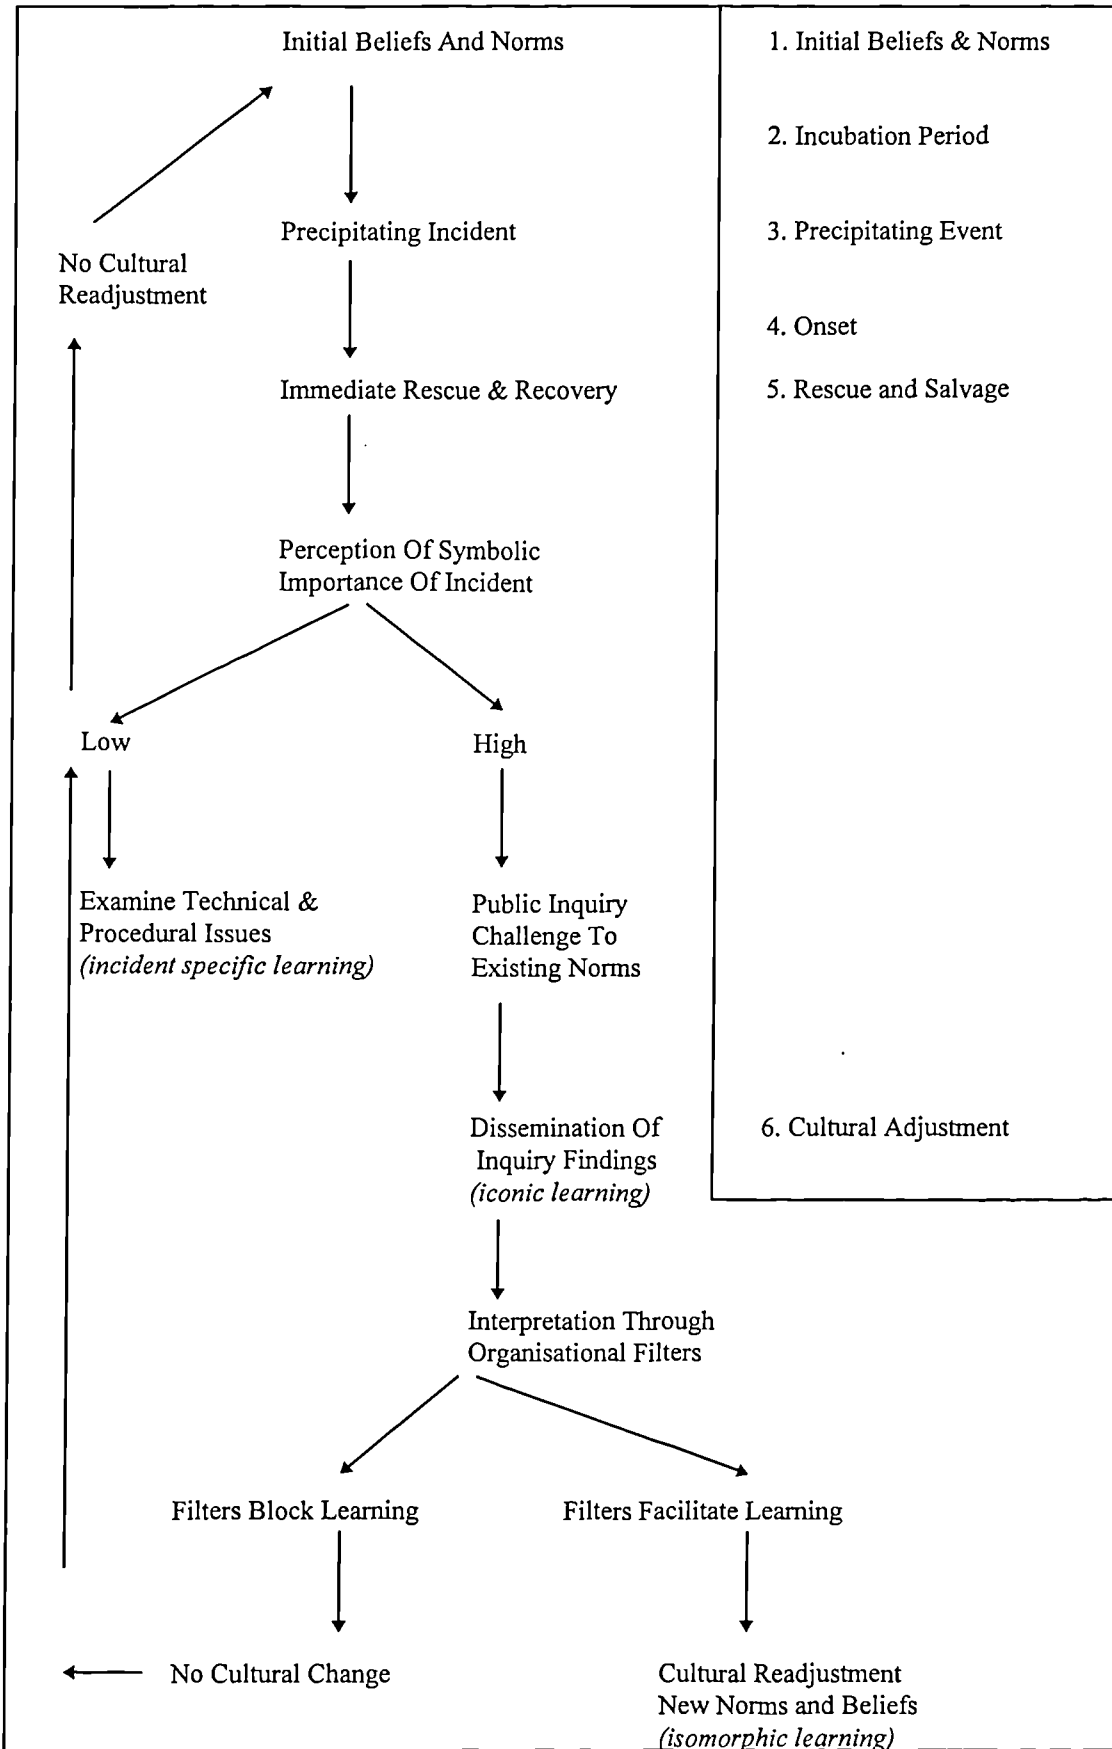 Initial Beliefs And Norms
Precipitating Incident
No Cultural
Readjustment
Immediate Rescue & Recovery
Perception Of Symbolic
Importance Of Incident
Low
High
Examine Technical &
Procedural Issues
(incident specific learning)
Public Inquiry
Challenge To
Existing Norms
Dissemination Of
Inquiry Findings
(iconic learning)
Interpretation Through
Organisational Filters
Filters Block Learning
Filters Facilitate Learning
No Cultural Change
Cultural Readjustment
New Norms and Beliefs
(isomorphic learning)
1. Initial Beliefs & Norms
2. Incubation Period
3. Precipitating Event
4. Onset
5. Rescue and Salvage
6. Cultural Adjustment